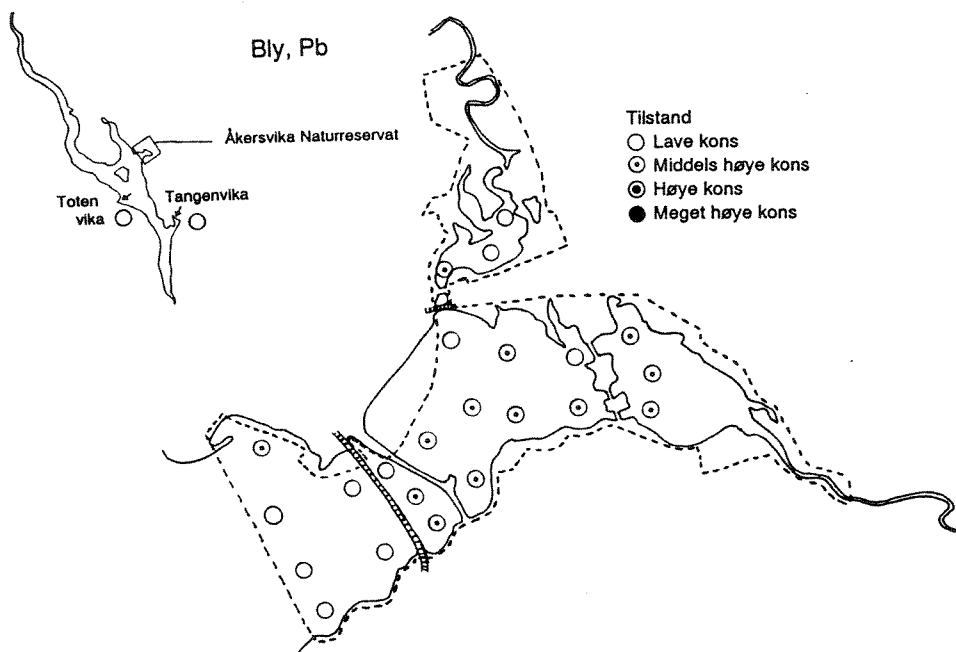 Bly, Pb
Åkersvika Naturreservat
Toten
vika
Tangenvika
Tilstand
Lave kons
Middels høye kons
Høye kons
Meget høye kons